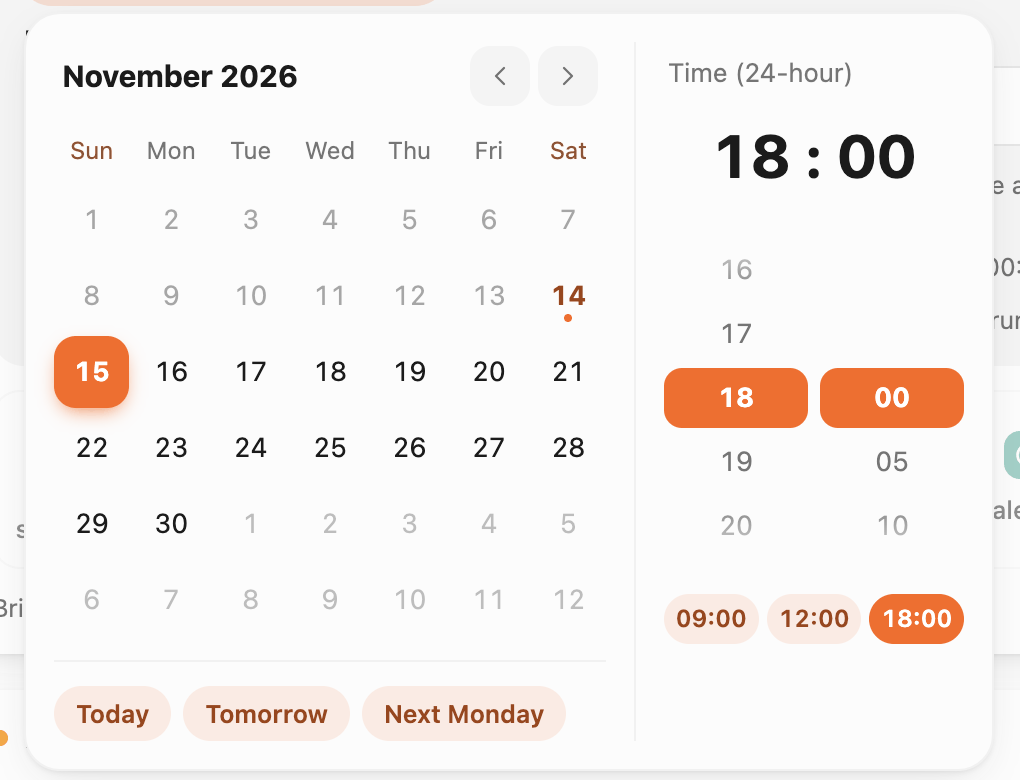 November 2026
Sun Mon Tue Wed Thu Fri Sat
1 2 3 4 5 6 7
8 9 10 11 12 13 14
15 16 17 18 19 20 21
22 23 24 25 26 27 28
29 30 1 2 3 4 5
6 7 8 9 10 11 12
Today Tomorrow Next Monday
Time (24-hour)
18 : 00
16
17
18 00
19 05
20 10
09:00 12:00 18:00